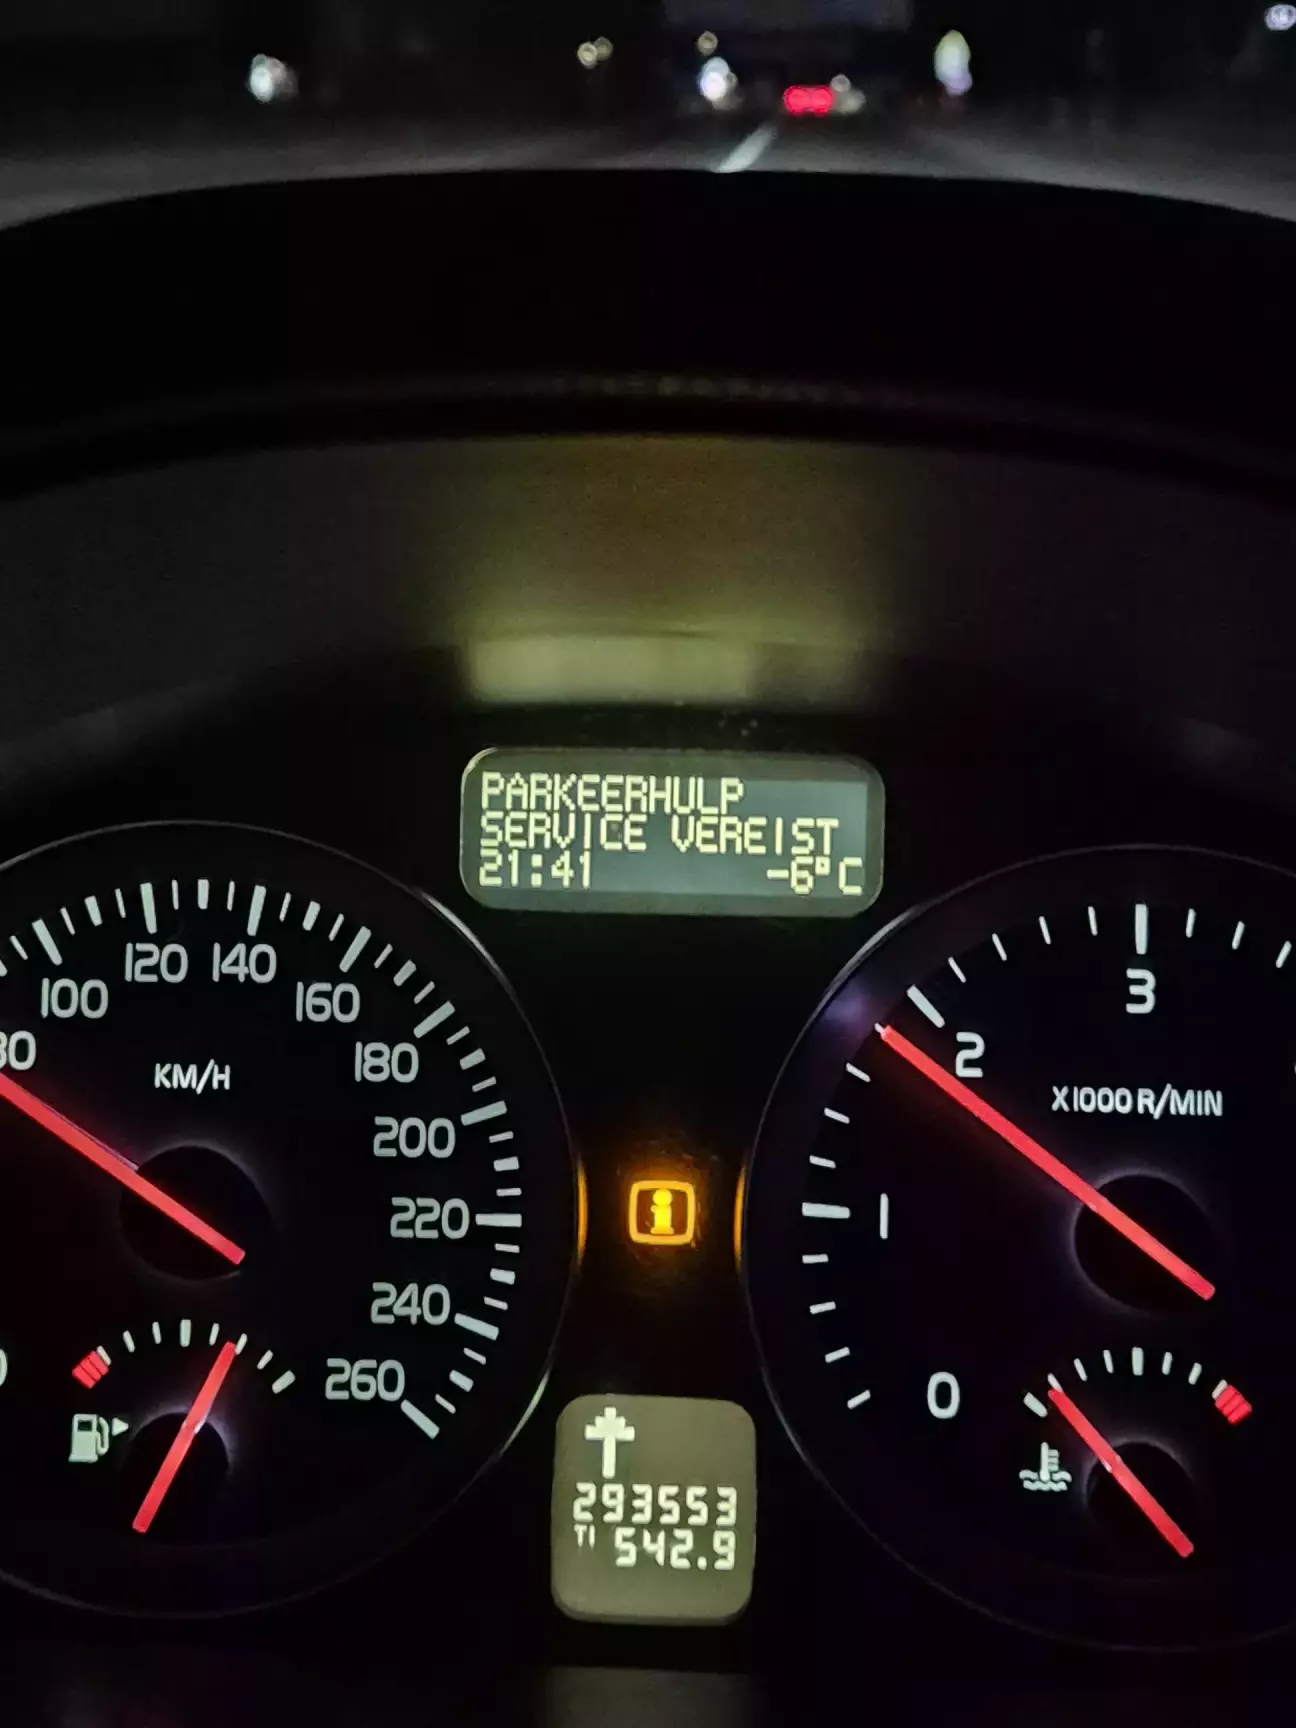 PARKEERHULP
SERVICE VEREIST
21:41 -6°C
100 120 140 160 180 200 220 240 260
KM/H
0 1 2 3
X1000 R/MIN
293553
T1 542.9